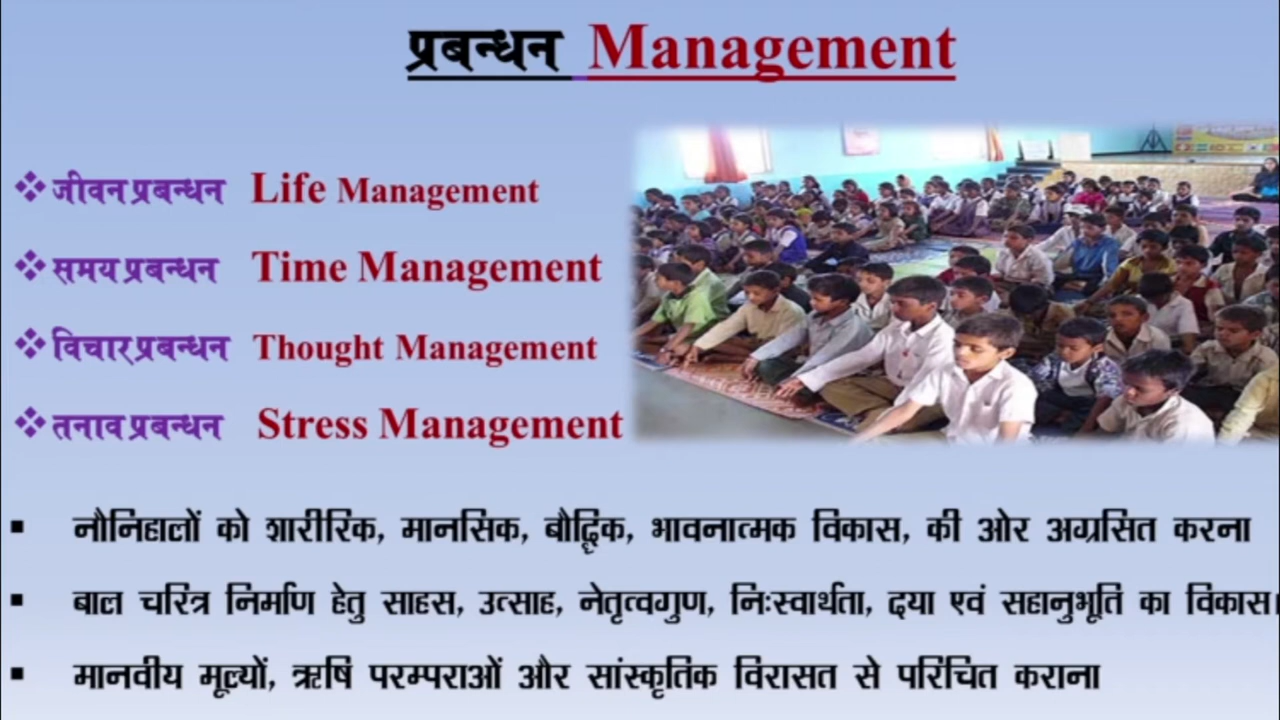 प्रबन्धन Management
जीवन प्रबन्धन Life Management
समय प्रबन्धन Time Management
विचार प्रबन्धन Thought Management
तनाव प्रबन्धन Stress Management
नौनिहालों को शारीरिक, मानसिक, बौद्धिक, भावनात्मक विकास, की ओर अग्रसित करना
बाल चरित्र निर्माण हेतु साहस, उत्साह, नेतृत्वगुण, निःस्वार्थता, दया एवं सहानुभूति का विकास।
मानवीय मूल्यों, ऋषि परम्पराओं और सांस्कृतिक विरासत से परिचित कराना